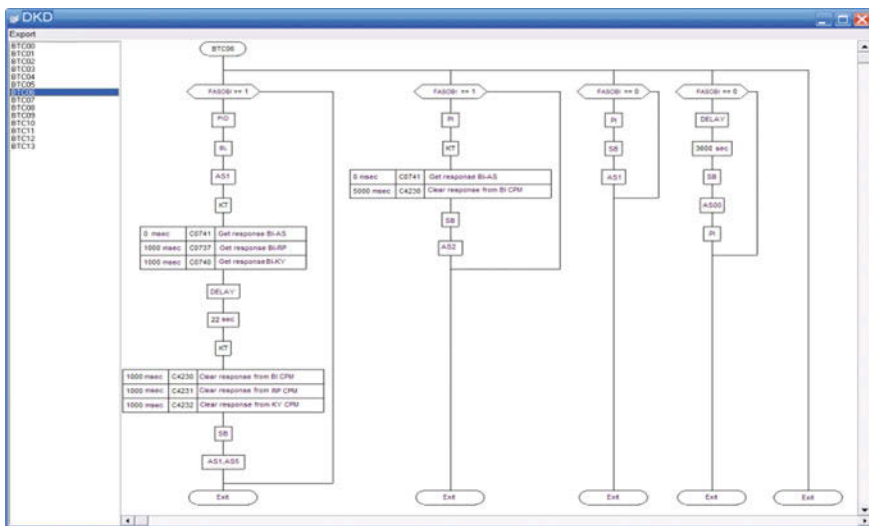 DKD
Export
BTC00
BTC01
BTC02
BTC03
BTC04
BTC05
BTC06
BTC07
BTC08
BTC09
BTC10
BTC11
BTC12
BTC13
BTC06
FASOBI == 1
PIO
BL
AS1
KT
0 msec C0741 Get response BI-AS
1000 msec C0737 Get response BI-RP
1000 msec C0740 Get response BI-KY
DELAY
22 sec
KT
1000 msec C4230 Clear response from BI CPM
1000 msec C4231 Clear response from RP CPM
1000 msec C4232 Clear response from KY CPM
SB
AS1,AS5
Exit
FASOBI == 1
PI
KT
0 msec C0741 Get response BI-AS
5000 msec C4230 Clear response from BI CPM
SB
AS2
Exit
FASOBI == 0
PI
SB
AS1
Exit
FASOBI == 0
DELAY
3600 sec
SB
AS00
PI
Exit
Exit